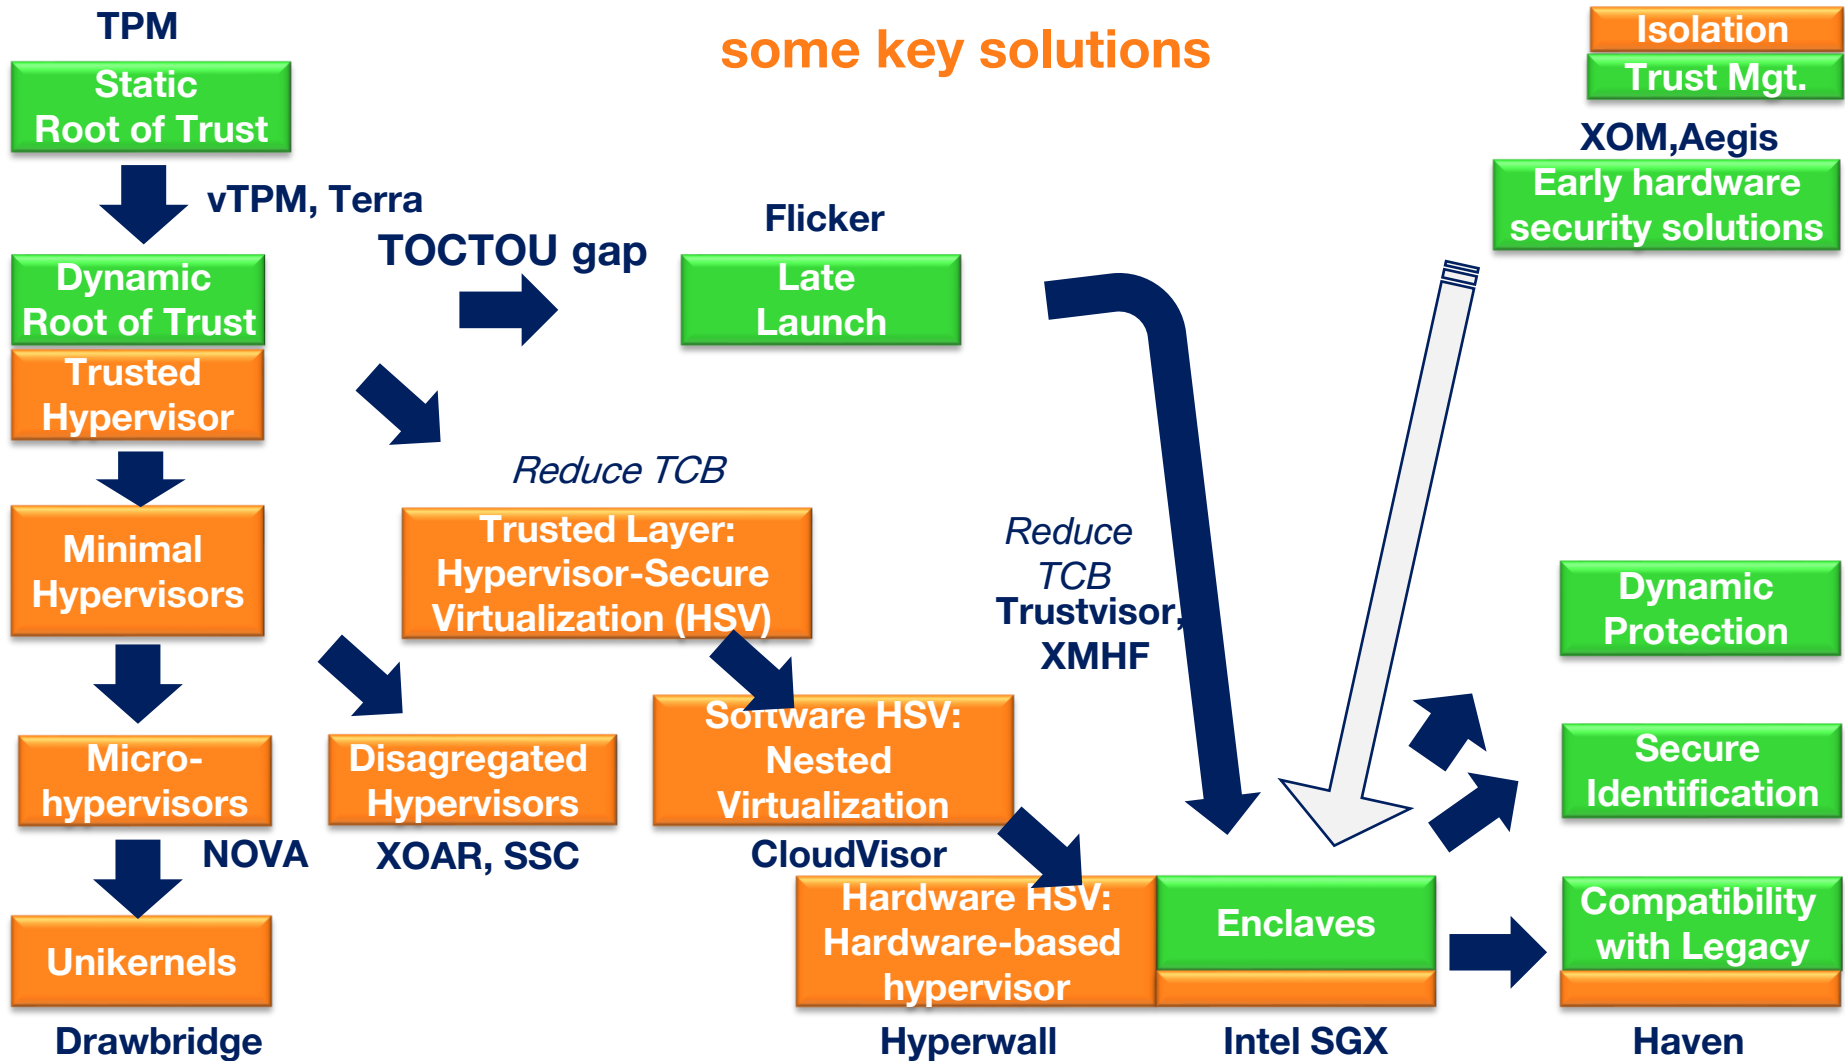 TPM
some key solutions
Isolation
Trust Mgt.
Static
Root of Trust
XOM,Aegis
Early hardware
security solutions
vTPM, Terra
TOCTOU gap
Flicker
Dynamic
Root of Trust
Late
Launch
Trusted
Hypervisor
Reduce TCB
Minimal
Hypervisors
Trusted Layer:
Hypervisor-Secure
Virtualization (HSV)
Reduce
TCB
Trustvisor,
XMHF
Dynamic
Protection
Micro-
hypervisors
Disagregated
Hypervisors
Software HSV:
Nested
Virtualization
Secure
Identification
NOVA
XOAR, SSC
CloudVisor
Unikernels
Hardware HSV:
Hardware-based
hypervisor
Enclaves
Compatibility
with Legacy
Drawbridge
Hyperwall
Intel SGX
Haven